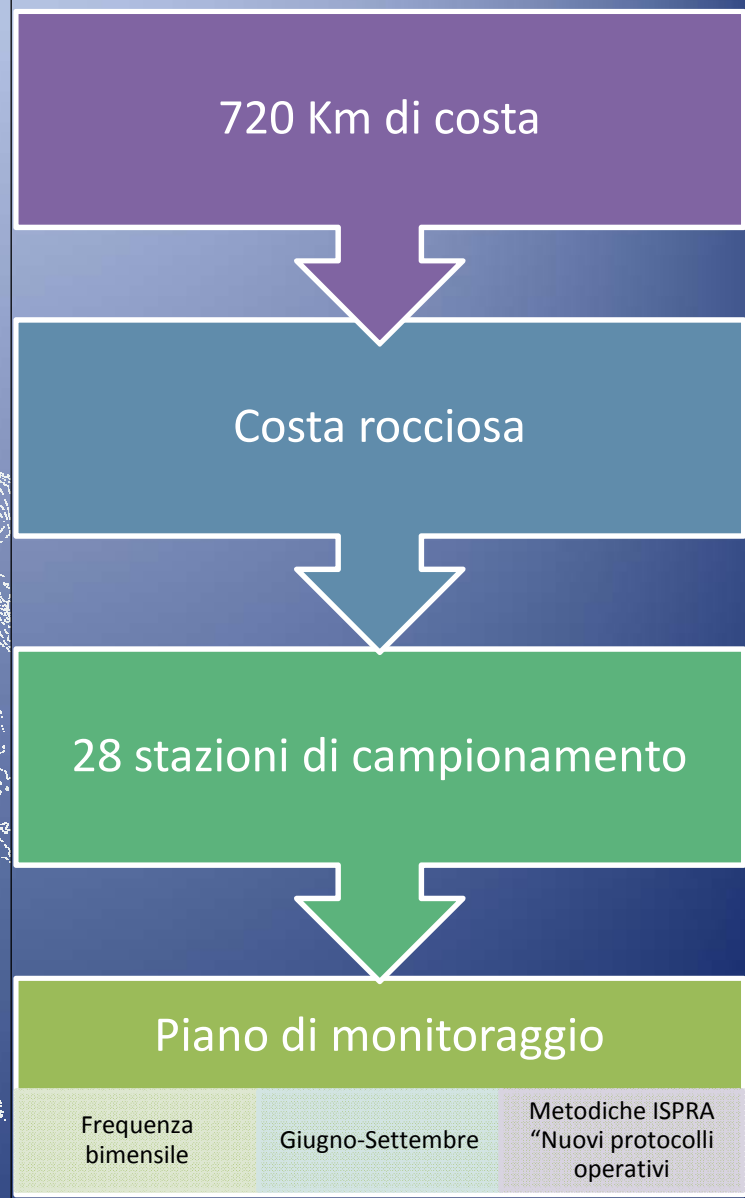 720 Km di costa
Costa rocciosa
28 stazioni di campionamento
Piano di monitoraggio
Frequenza
bimensile
Giugno-Settembre
Metodiche ISPRA
“Nuovi protocolli
operativi